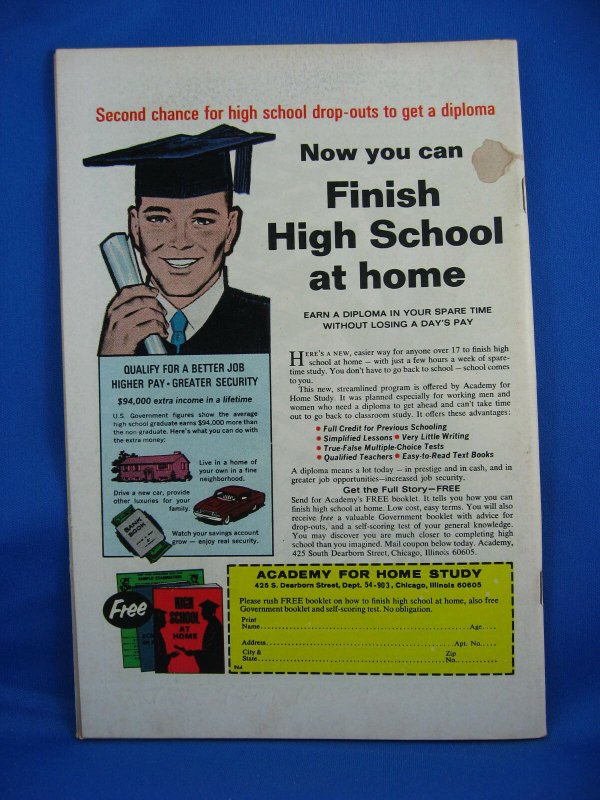 Second chance for high school drop-outs to get a diploma
Now you can
Finish
High School
at home
EARN A DIPLOMA IN YOUR SPARE TIME
WITHOUT LOSING A DAY'S PAY
HERE'S A NEW, easier way for anyone over 17 to finish high
school at home — with just a few hours a week of spare-
time study. You don't have to go back to school — school comes
to you.
This new, streamlined program is offered by Academy for
Home Study. It was planned especially for working men and
women who need a diploma to get ahead and can't take time
out to go back to classroom study. It offers these advantages:
• Full Credit for Previous Schooling
• Simplified Lessons • Very Little Writing
• True-False Multiple-Choice Tests
• Qualified Teachers • Easy-to-Read Text Books
A diploma means a lot today — in prestige and in cash, and in
greater job opportunities—increased job security.
Get the Full Story—FREE
Send for Academy's FREE booklet. It tells you how you can
finish high school at home. Low cost, easy terms. You will also
receive free a valuable Government booklet with advice for
drop-outs, and a self-scoring test of your general knowledge.
You may discover you are much closer to completing high
school than you imagined. Mail coupon below today. Academy,
425 South Dearborn Street, Chicago, Illinois 60605.
QUALIFY FOR A BETTER JOB
HIGHER PAY • GREATER SECURITY
$94,000 extra income in a lifetime
U.S. Government figures show the average
high school graduate earns $94,000 more than
the non-graduate. Here's what you can do with
the extra money:
Live in a home of
your own in a fine
neighborhood.
Drive a new car, provide
other luxuries for your
family.
BANK
BOOK
Watch your savings account
grow — enjoy real security.
Free
SAMPLE EXAMINATION
HIGH
SCHOOL
AT
HOME
ACADEMY FOR HOME STUDY
425 S. Dearborn Street, Dept. 54-903, Chicago, Illinois 60605
Please rush FREE booklet on how to finish high school at home, also free
Government booklet and self-scoring test. No obligation.
Print
Name Age
Address Apt. No.
City & Zip
State No.